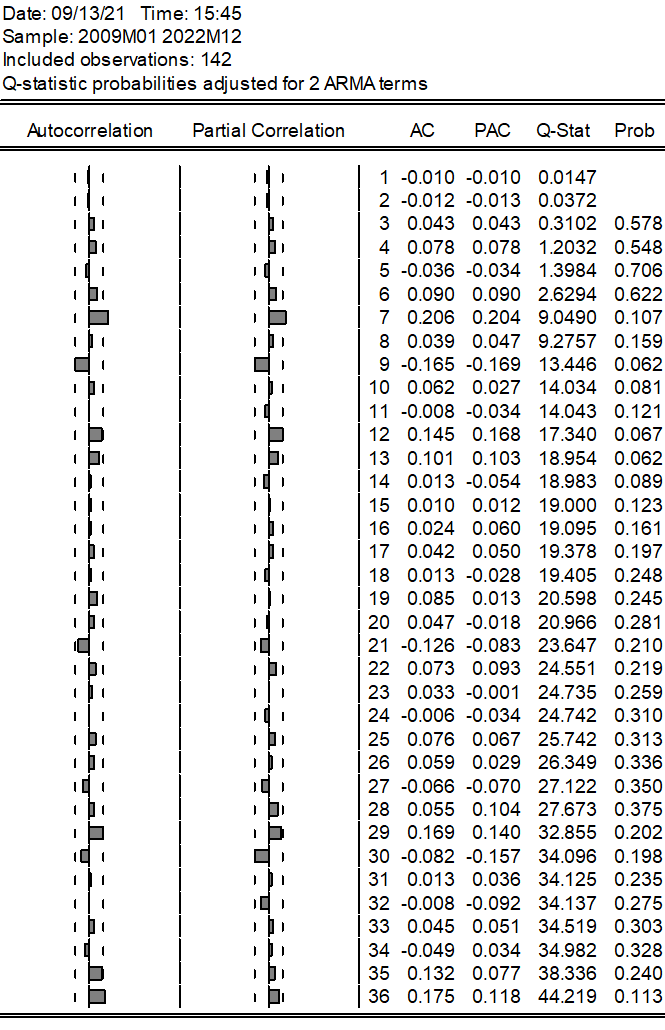 Date: 09/13/21 Time: 15:45
Sample: 2009M01 2022M12
Included observations: 142
Q-statistic probabilities adjusted for 2 ARMA terms
Autocorrelation Partial Correlation AC PAC Q-Stat Prob
1 -0.010 -0.010 0.0147
2 -0.012 -0.013 0.0372
3 0.043 0.043 0.3102 0.578
4 0.078 0.078 1.2032 0.548
5 -0.036 -0.034 1.3984 0.706
6 0.090 0.090 2.6294 0.622
7 0.206 0.204 9.0490 0.107
8 0.039 0.047 9.2757 0.159
9 -0.165 -0.169 13.446 0.062
10 0.062 0.027 14.034 0.081
11 -0.008 -0.034 14.043 0.121
12 0.145 0.168 17.340 0.067
13 0.101 0.103 18.954 0.062
14 0.013 -0.054 18.983 0.089
15 0.010 0.012 19.000 0.123
16 0.024 0.060 19.095 0.161
17 0.042 0.050 19.378 0.197
18 0.013 -0.028 19.405 0.248
19 0.085 0.013 20.598 0.245
20 0.047 -0.018 20.966 0.281
21 -0.126 -0.083 23.647 0.210
22 0.073 0.093 24.551 0.219
23 0.033 -0.001 24.735 0.259
24 -0.006 -0.034 24.742 0.310
25 0.076 0.067 25.742 0.313
26 0.059 0.029 26.349 0.336
27 -0.066 -0.070 27.122 0.350
28 0.055 0.104 27.673 0.375
29 0.169 0.140 32.855 0.202
30 -0.082 -0.157 34.096 0.198
31 0.013 0.036 34.125 0.235
32 -0.008 -0.092 34.137 0.275
33 0.045 0.051 34.519 0.303
34 -0.049 0.034 34.982 0.328
35 0.132 0.077 38.336 0.240
36 0.175 0.118 44.219 0.113